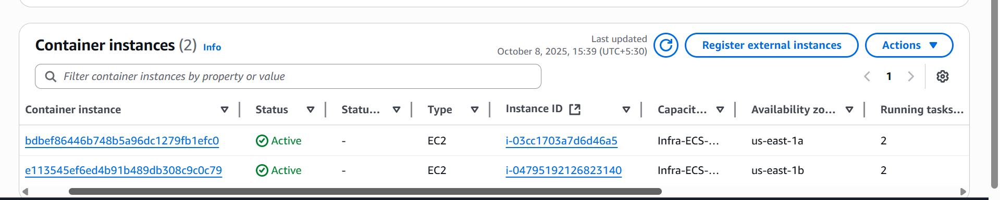 Container instances (2) Info
Last updated
October 8, 2025, 15:39 (UTC+5:30)
Register external instances
Actions
Filter container instances by property or value
1
Container instance Status Statu... Type Instance ID Capacit... Availability zo... Running tasks...
bdbef86446b748b5a96dc1279fb1efc0 Active - EC2 i-03cc1703a7d6d46a5 Infra-ECS-... us-east-1a 2
e113545ef6ed4b91b489db308c9c0c79 Active - EC2 i-04795192126823140 Infra-ECS-... us-east-1b 2